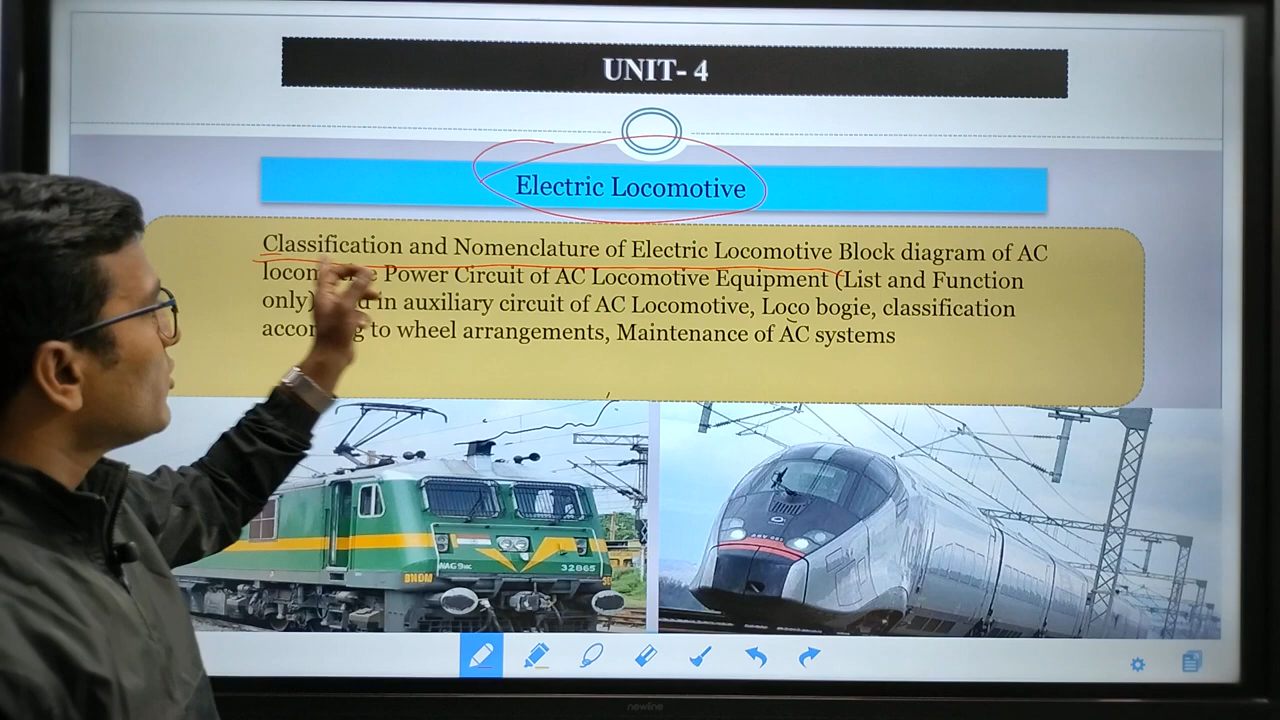 UNIT- 4
Electric Locomotive
Classification and Nomenclature of Electric Locomotive Block diagram of AC
Power Circuit of AC Locomotive Equipment (List and Function
only) in auxiliary circuit of AC Locomotive, Loco bogie, classification
to wheel arrangements, Maintenance of AC systems
WAG 9HC
32865
BNDM
newline